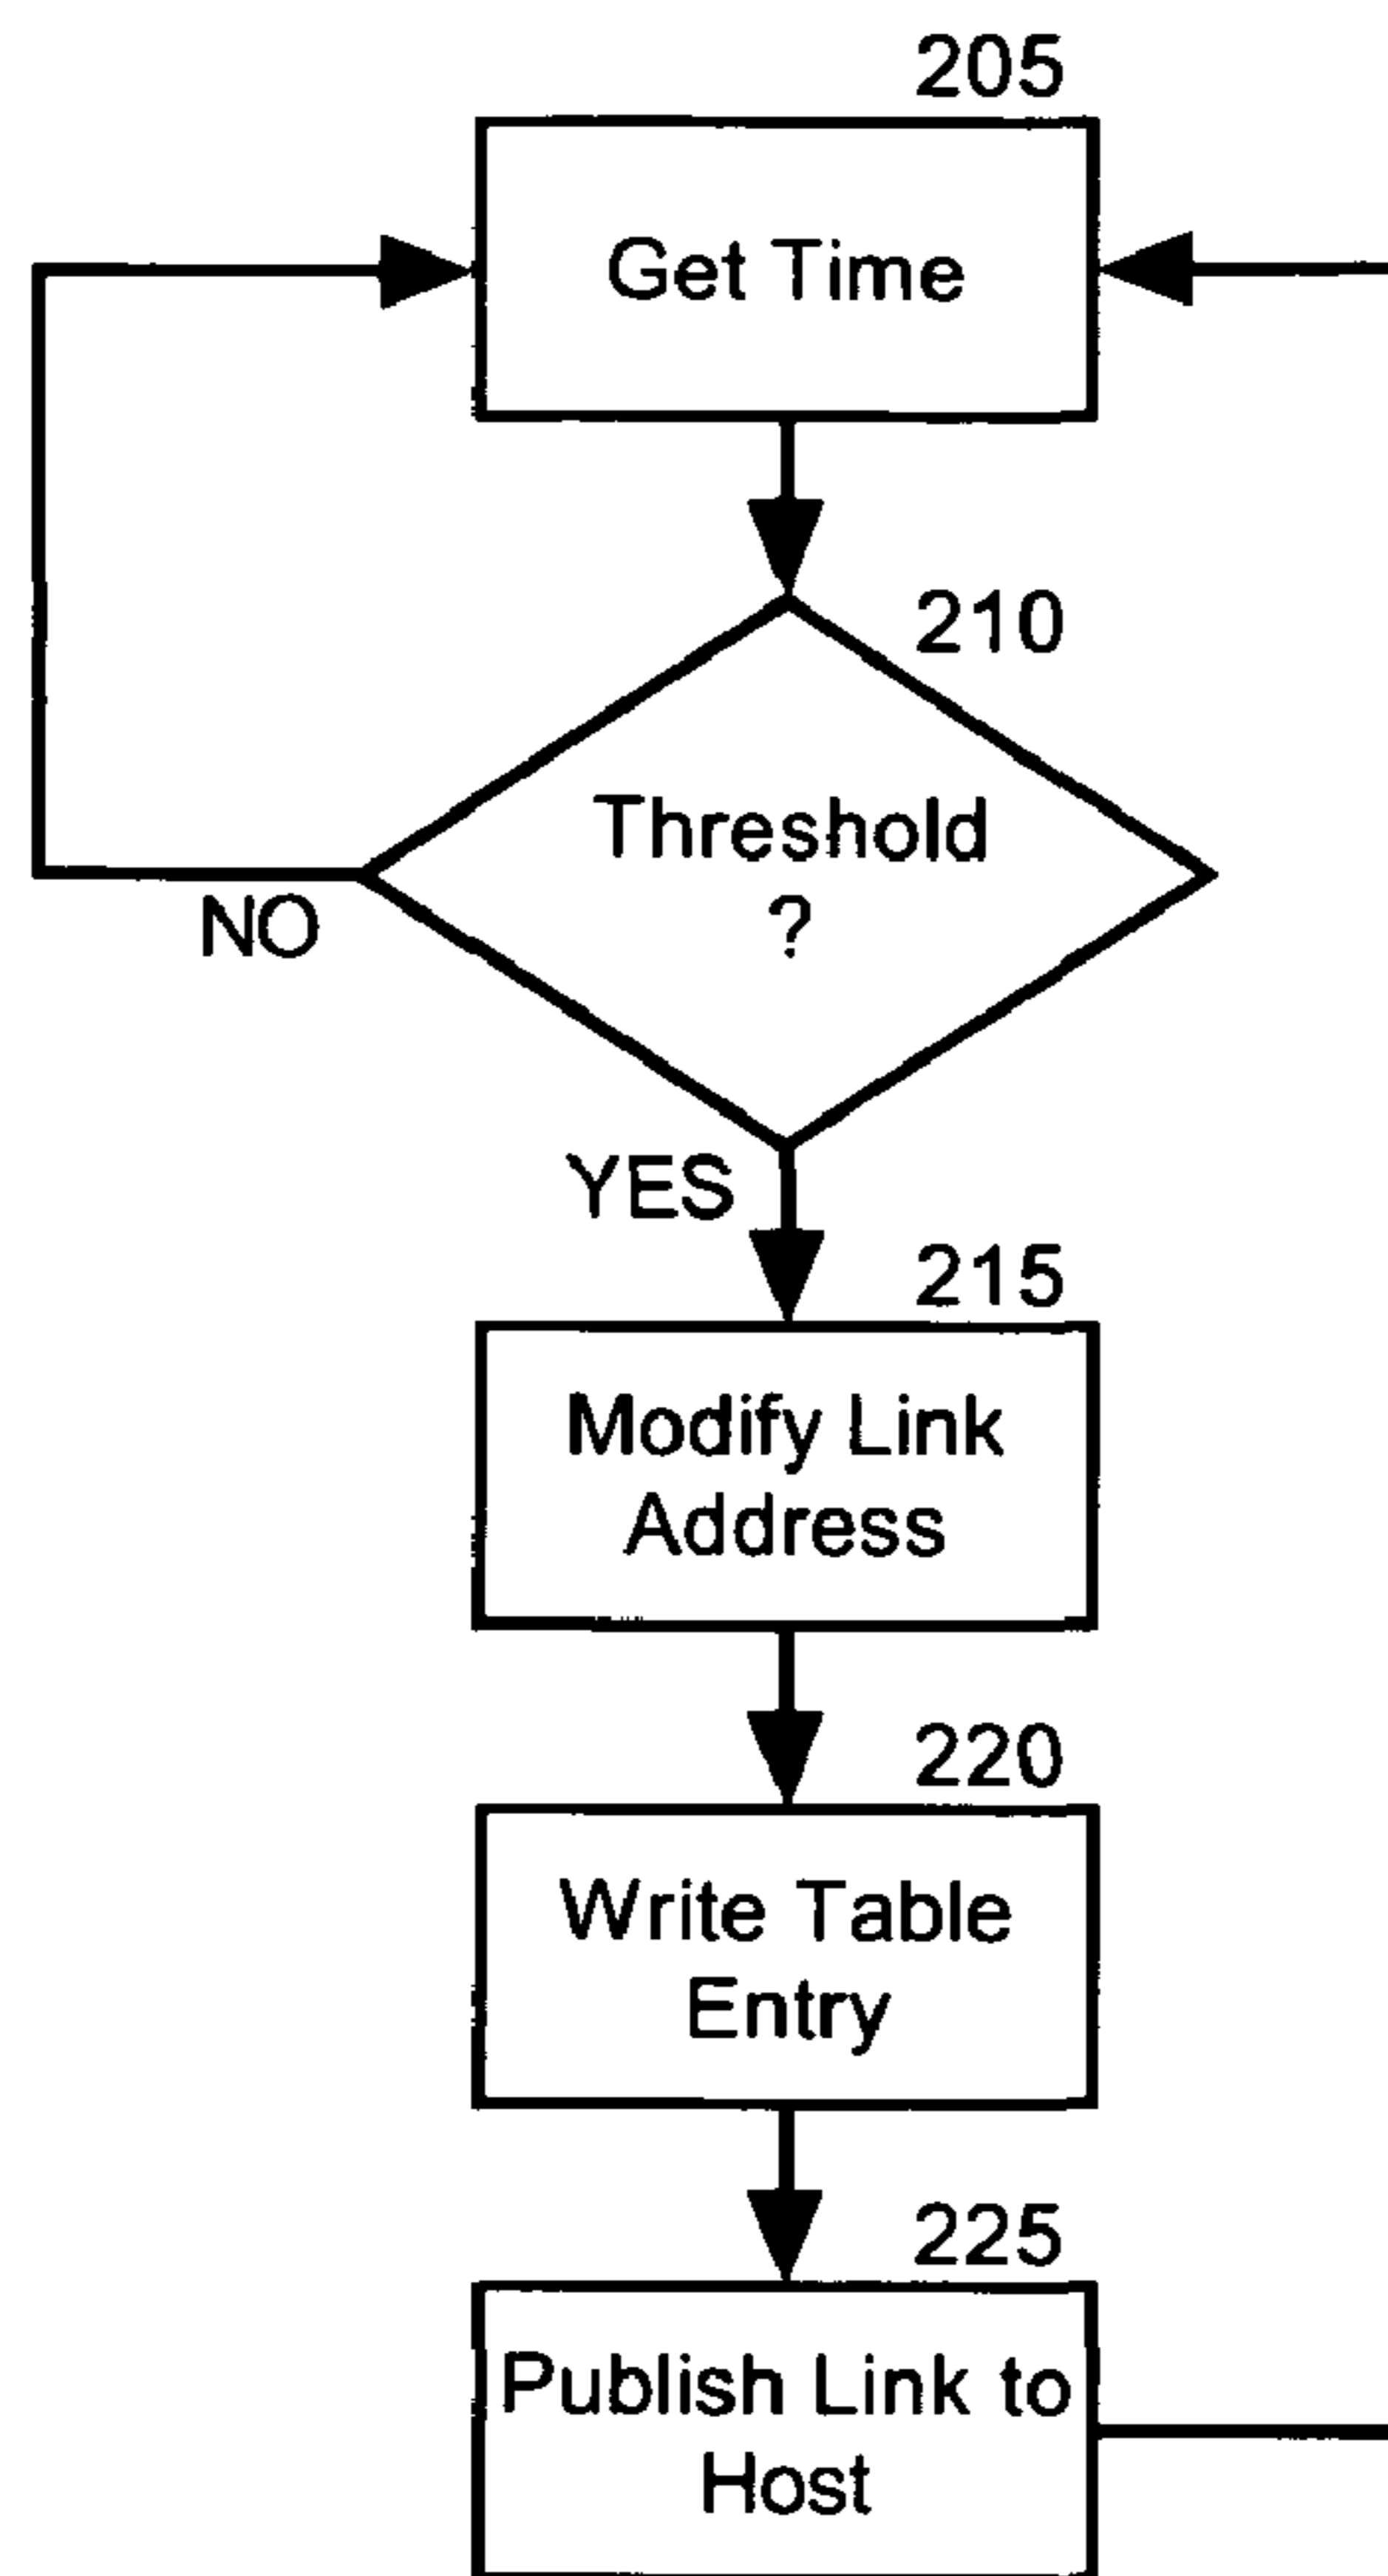 205
Get Time
210
Threshold
?
NO
YES
215
Modify Link
Address
220
Write Table
Entry
225
Publish Link to
Host